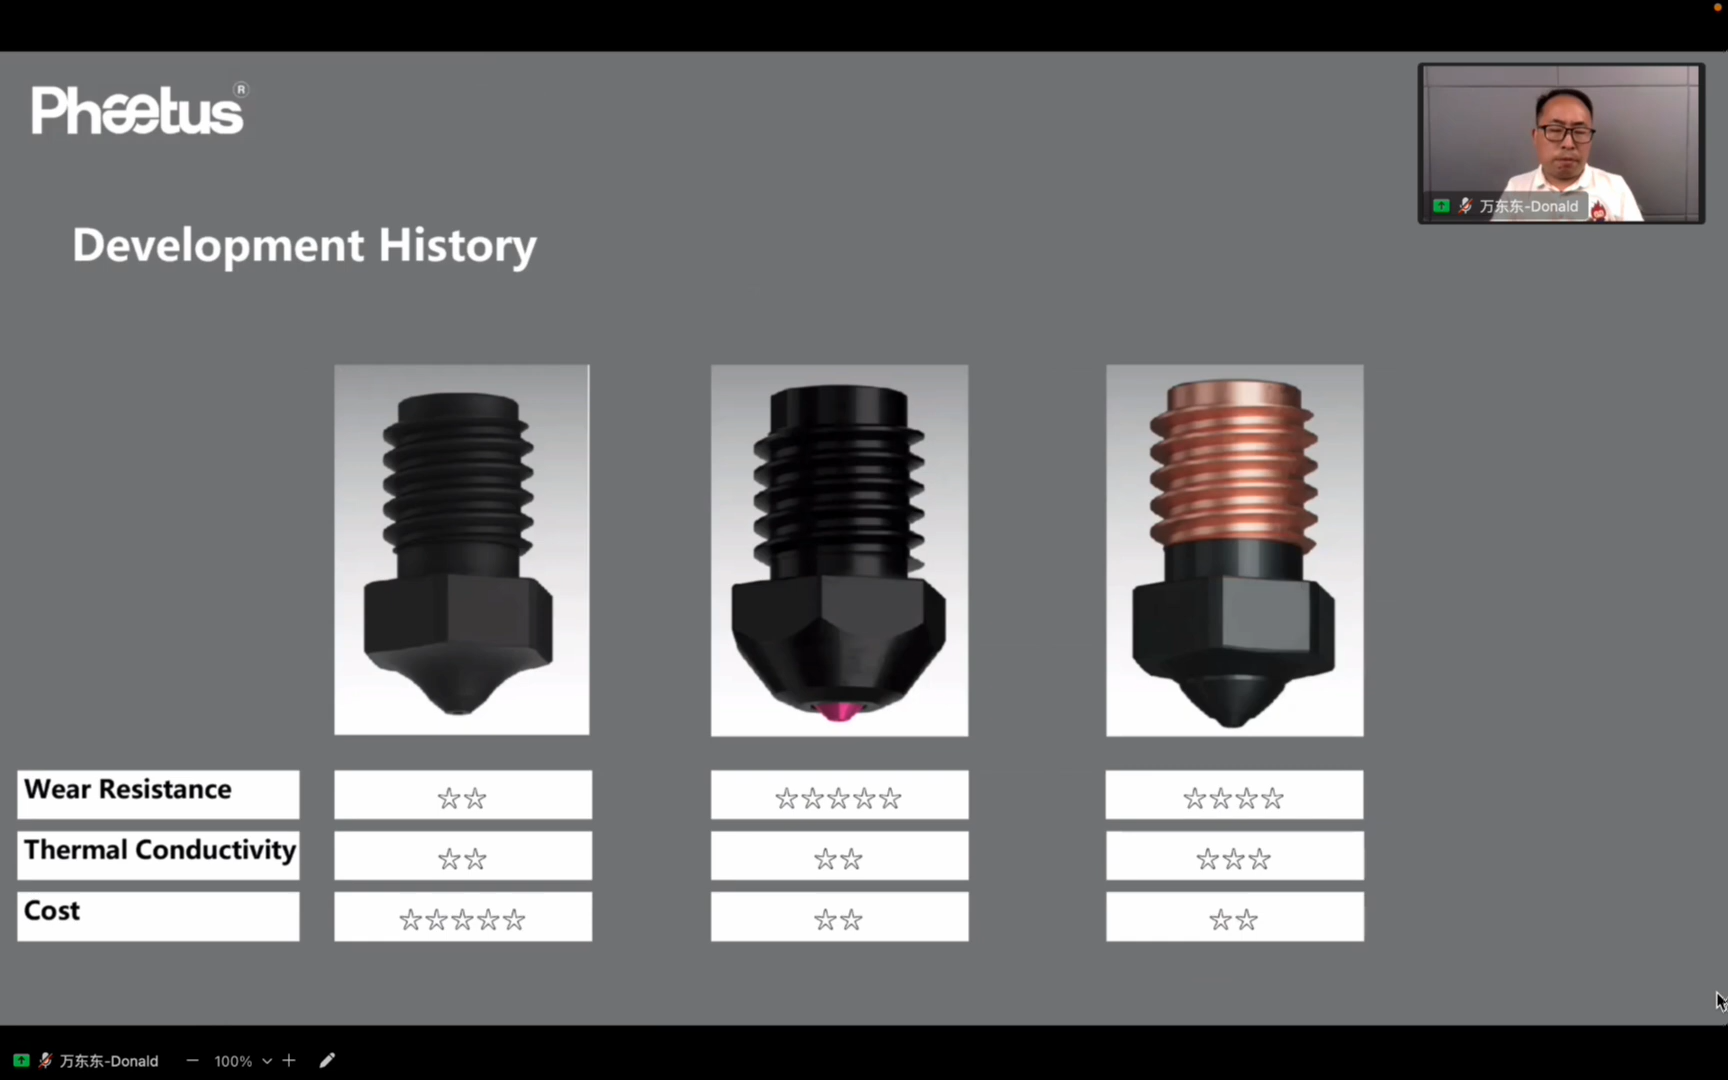 Phaetus®
万东东-Donald
Development History
Wear Resistance ☆☆ ☆☆☆☆☆ ☆☆☆☆
Thermal Conductivity ☆☆ ☆☆ ☆☆☆
Cost ☆☆☆☆☆ ☆☆ ☆☆
万东东-Donald － 100% ＋